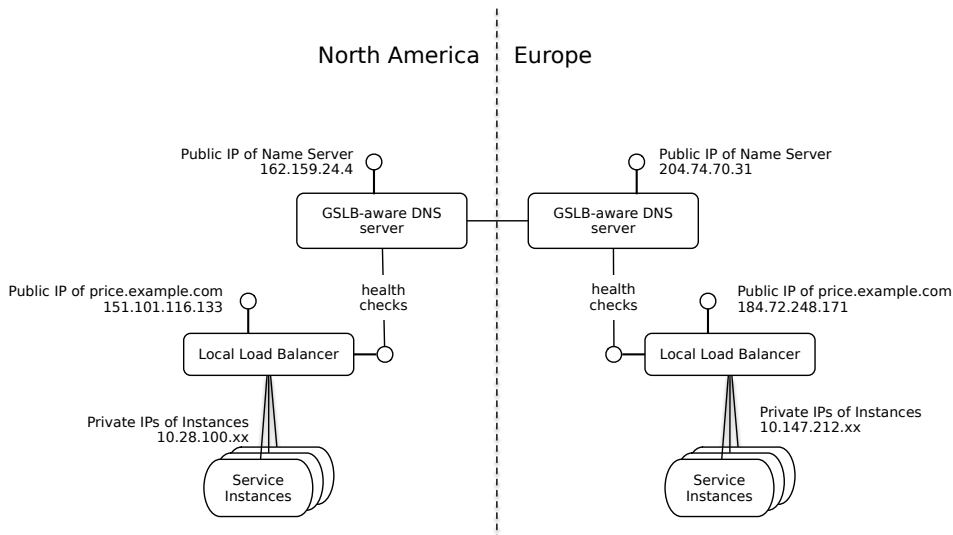 North America
Europe
Public IP of Name Server
162.159.24.4
Public IP of Name Server
204.74.70.31
GSLB-aware DNS
server
GSLB-aware DNS
server
health
checks
health
checks
Public IP of price.example.com
151.101.116.133
Public IP of price.example.com
184.72.248.171
Local Load Balancer
Local Load Balancer
Private IPs of Instances
10.28.100.xx
Private IPs of Instances
10.147.212.xx
Service
Instances
Service
Instances